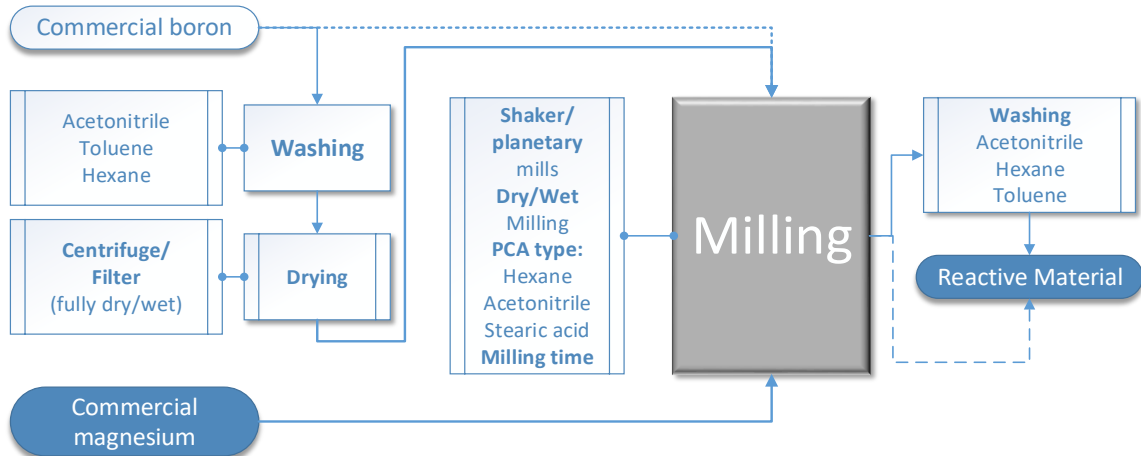 Commercial boron
Acetonitrile
Toluene
Hexane
Washing
Centrifuge/
Filter
(fully dry/wet)
Drying
Commercial
magnesium
Shaker/
planetary
mills
Dry/Wet
Milling
PCA type:
Hexane
Acetonitrile
Stearic acid
Milling time
Milling
Washing
Acetonitrile
Hexane
Toluene
Reactive Material